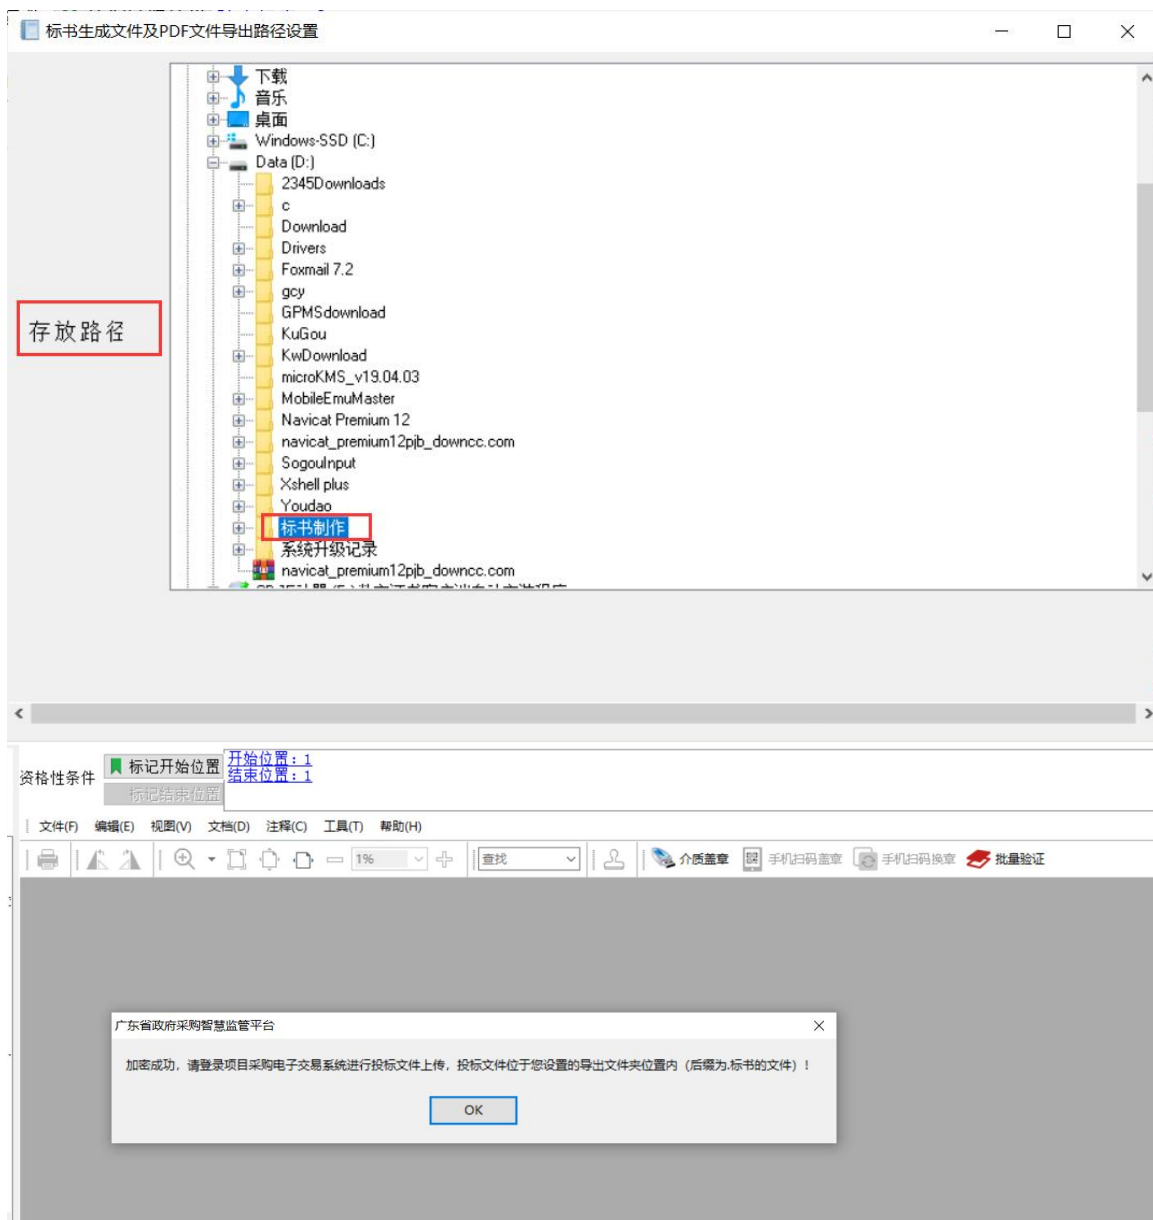 标书生成文件及PDF文件导出路径设置
下载
音乐
桌面
Windows-SSD (C:)
Data (D:)
2345Downloads
c
Download
Drivers
Foxmail 7.2
gcy
GPMSdownload
KuGou
存放路径
KwDownload
microKMS_v19.04.03
MobileEmuMaster
Navicat Premium 12
navicat_premium12pjb_downcc.com
SogouInput
Xshell plus
Youdao
标书制作
系统升级记录
navicat_premium12pjb_downcc.com
资格性条件
标记开始位置
开始位置：1
标记结束位置
结束位置：1
文件(F) 编辑(E) 视图(V) 文档(D) 注释(C) 工具(T) 帮助(H)
1% 查找 介质盖章 手机扫码盖章 手机扫码换章 批量验证
广东省政府采购智慧监管平台
加密成功，请登录项目采购电子交易系统进行投标文件上传，投标文件位于您设置的导出文件夹位置内（后缀为.标书的文件）！
OK